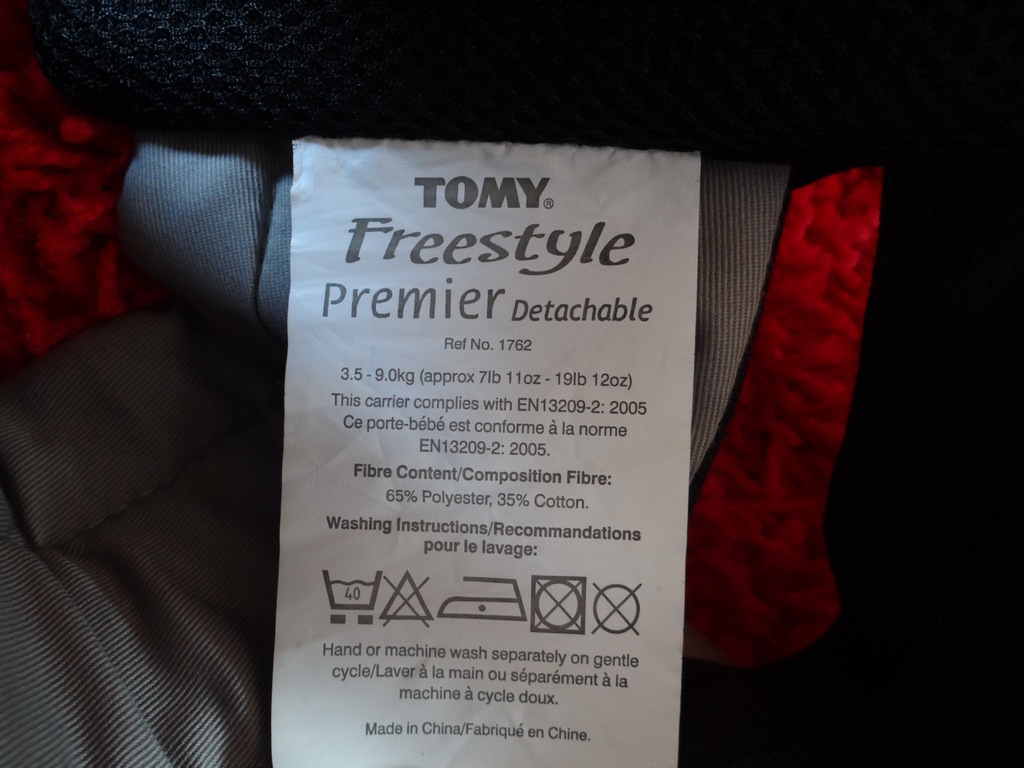 TOMY®
Freestyle
Premier Detachable
Ref No. 1762
3.5 - 9.0kg (approx 7lb 11oz - 19lb 12oz)
This carrier complies with EN13209-2: 2005
Ce porte-bébé est conforme à la norme
EN13209-2: 2005.
Fibre Content/Composition Fibre:
65% Polyester, 35% Cotton.
Washing Instructions/Recommandations
pour le lavage:
40
Hand or machine wash separately on gentle
cycle/Laver à la main ou séparément à la
machine à cycle doux.
Made in China/Fabriqué en Chine.